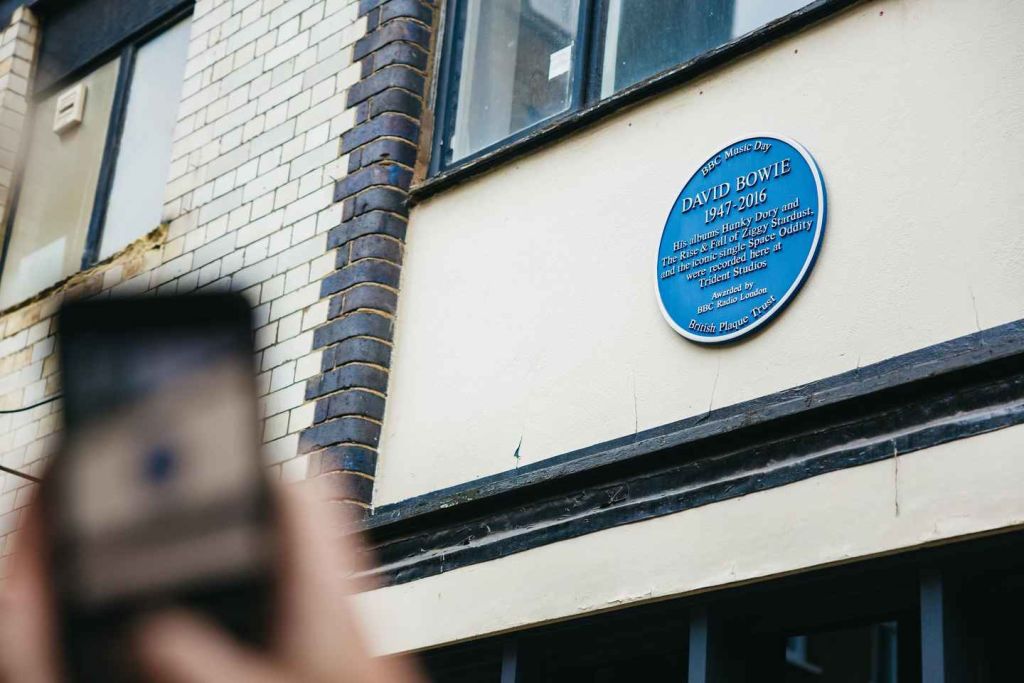 BBC Music Day
DAVID BOWIE
1947-2016
His albums Hunky Dory and
The Rise & Fall of Ziggy Stardust,
and the iconic single Space Oddity
were recorded here at
Trident Studios
Awarded by
BBC Radio London
British Plaque Trust